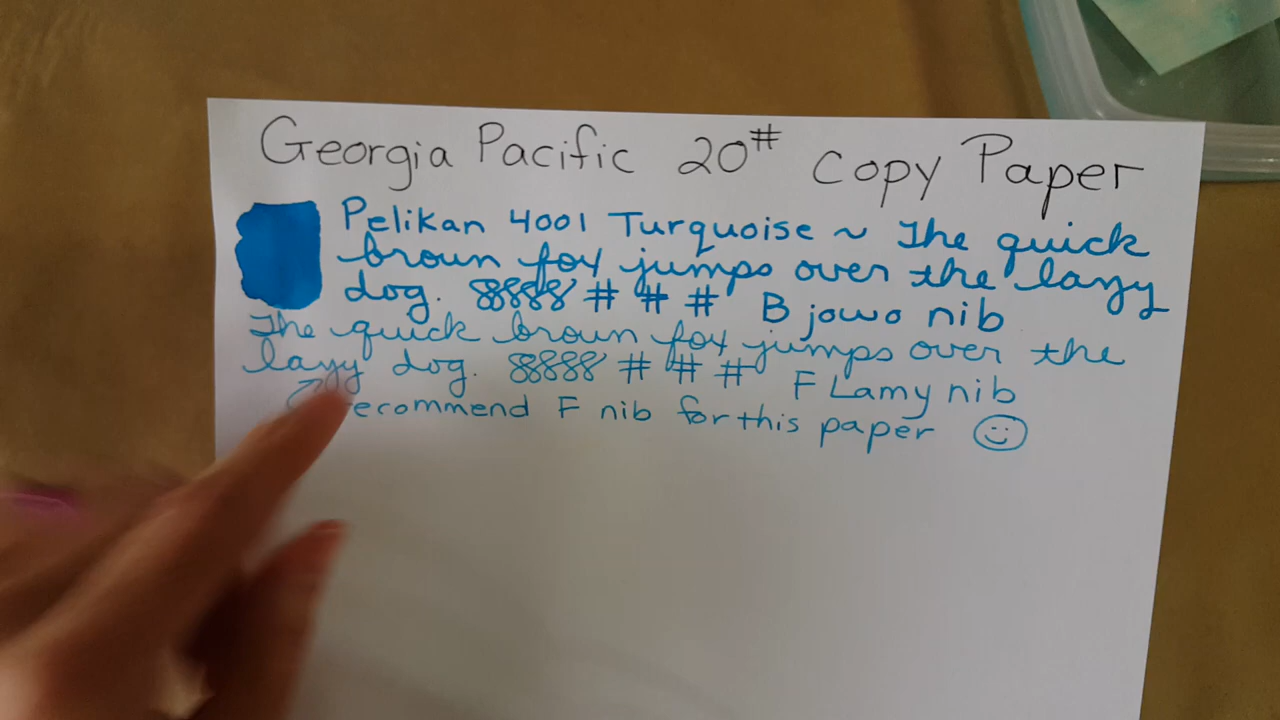 Georgia Pacific 20# Copy Paper
Pelikan 4001 Turquoise ~ The quick
brown fox jumps over the lazy
dog. 8888 # # # B jowo nib
The quick brown fox jumps over the
lazy dog. 8888 # # # F Lamy nib
recommend F nib for this paper ☺